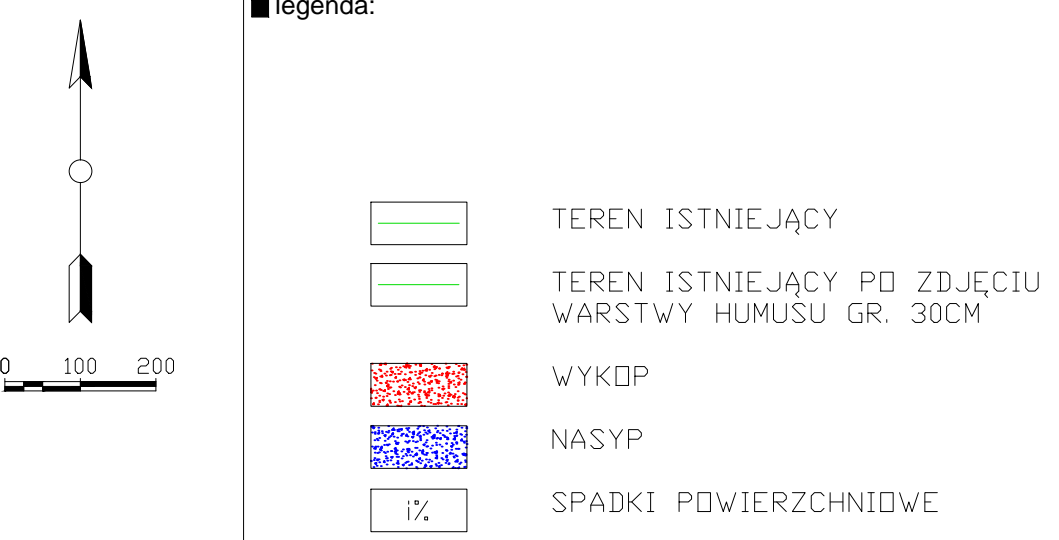 legenda:
TEREN ISTNIEJĄCY
TEREN ISTNIEJĄCY PO ZDJĘCIU
WARSTWY HUMUSU GR. 30CM
WYKOP
NASYP
i%
SPADKI POWIERZCHNIOWE
0 100 200